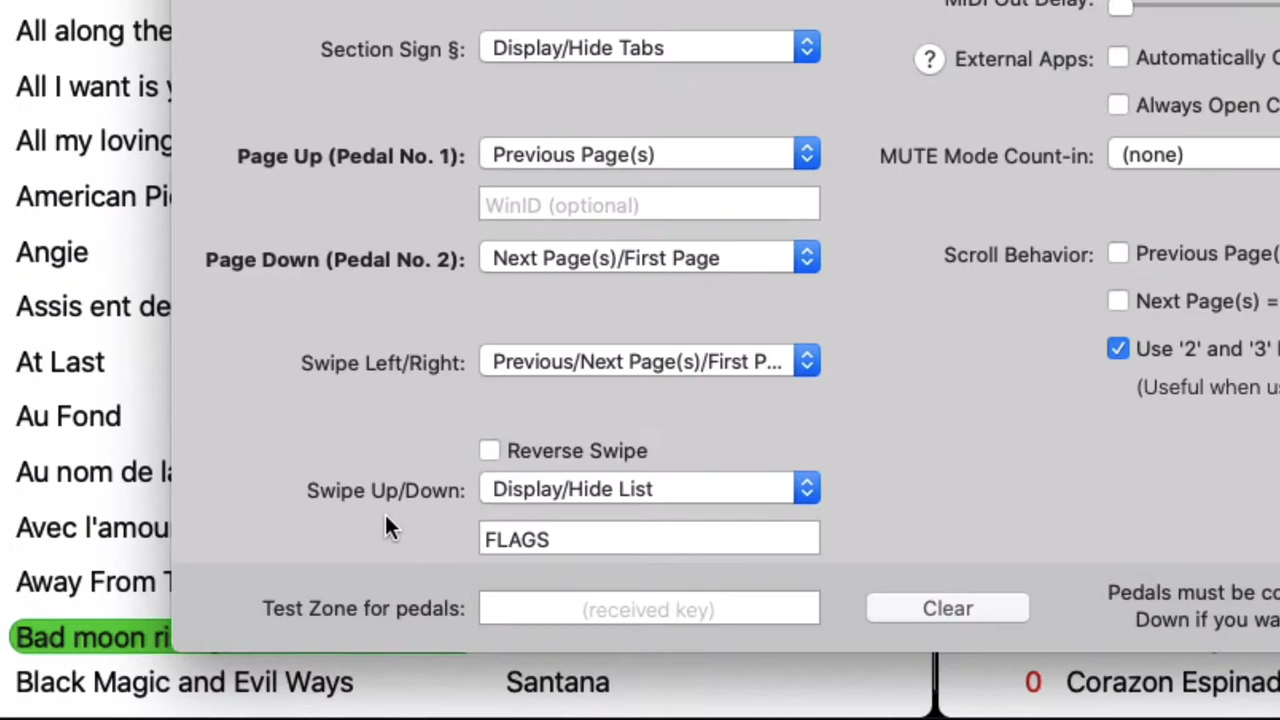 All along the
All I want is
All my loving
American Pi
Angie
Assis ent de
At Last
Au Fond
Au nom de la
Avec l'amou
Away From T
Bad moon ri
Black Magic and Evil Ways Santana
0 Corazon Espinad
Section Sign §: Display/Hide Tabs
Page Up (Pedal No. 1): Previous Page(s)
WinID (optional)
Page Down (Pedal No. 2): Next Page(s)/First Page
Swipe Left/Right: Previous/Next Page(s)/First P...
Reverse Swipe
Swipe Up/Down: Display/Hide List
FLAGS
Test Zone for pedals: (received key) Clear
MIDI Out Delay:
? External Apps: Automatically
Always Open C
MUTE Mode Count-in: (none)
Scroll Behavior: Previous Page(
Next Page(s) =
Use '2' and '3'
(Useful when us
Pedals must be co
Down if you wa